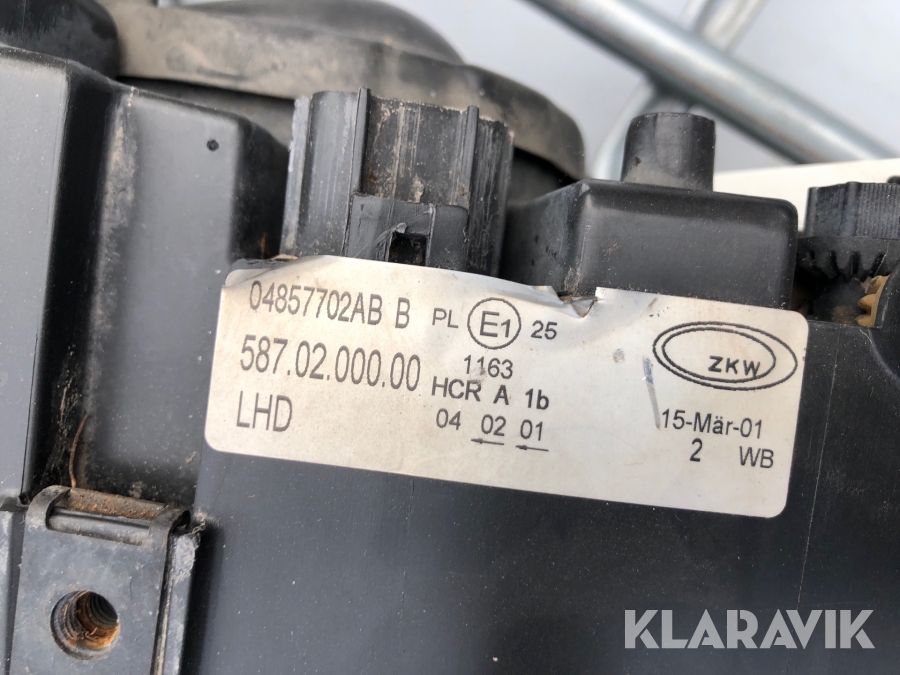 04857702AB B
587.02.000.00
LHD
PL E1 25
1163
HCR A 1b
04 02 01
ZKW
15-Mär-01
2 WB
KLARAVIK